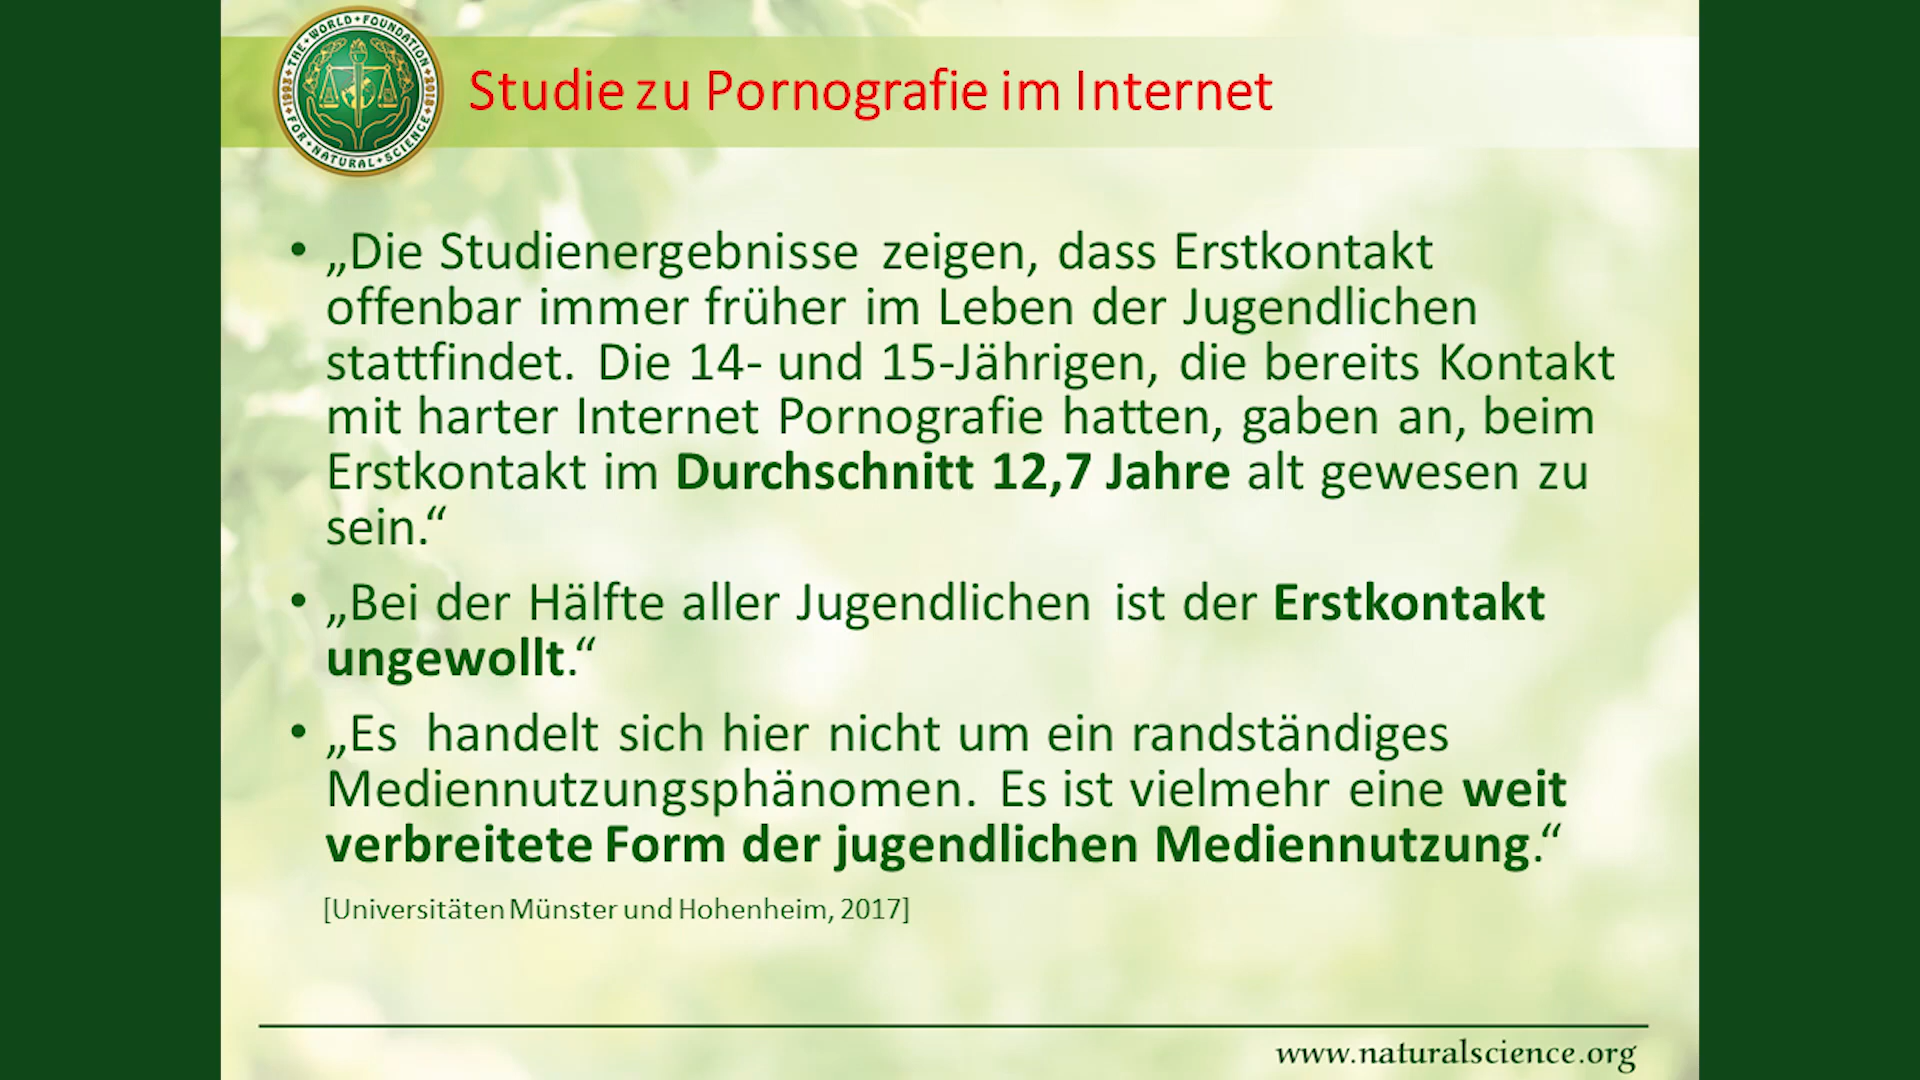 THE WORLD FOUNDATION
FOR NATURAL SCIENCE
1993
2018
Studie zu Pornografie im Internet
• „Die Studienergebnisse zeigen, dass Erstkontakt
offenbar immer früher im Leben der Jugendlichen
stattfindet. Die 14- und 15-Jährigen, die bereits Kontakt
mit harter Internet Pornografie hatten, gaben an, beim
Erstkontakt im Durchschnitt 12,7 Jahre alt gewesen zu
sein.“
• „Bei der Hälfte aller Jugendlichen ist der Erstkontakt
ungewollt.“
• „Es handelt sich hier nicht um ein randständiges
Mediennutzungsphänomen. Es ist vielmehr eine weit
verbreitete Form der jugendlichen Mediennutzung.“
[Universitäten Münster und Hohenheim, 2017]
www.naturalscience.org